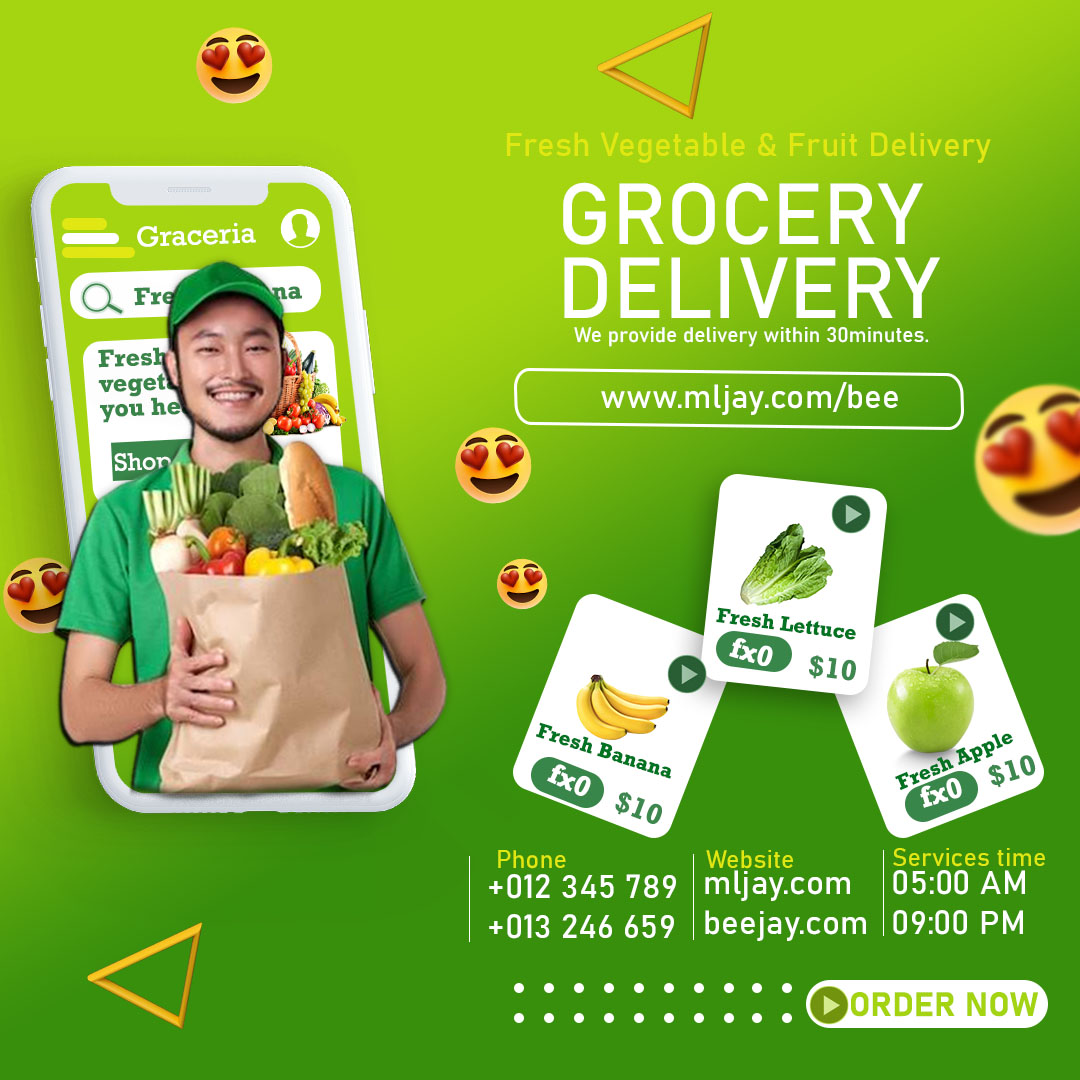 Fresh Vegetable & Fruit Delivery
GROCERY
DELIVERY
We provide delivery within 30minutes.
www.mljay.com/bee
Graceria
Fresh
you
Shop
Fresh Lettuce
fx0 $10
Fresh Banana
fx0 $10
Fresh Apple
fx0 $10
Phone
+012 345 789
+013 246 659
Website
mljay.com
beejay.com
Services time
05:00 AM
09:00 PM
ORDER NOW